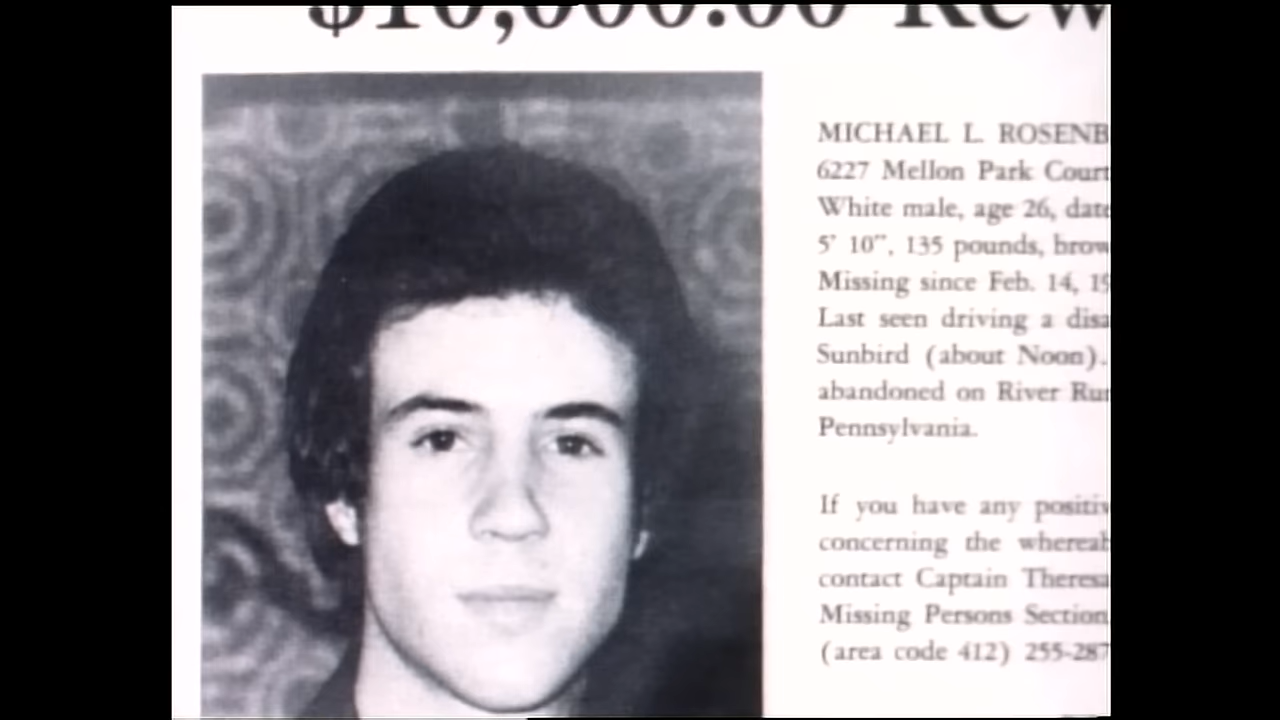 $10,000.00 Rew
MICHAEL L. ROSENB
6227 Mellon Park Court
White male, age 26, date
5' 10", 135 pounds, brow
Missing since Feb. 14, 19
Last seen driving a disa
Sunbird (about Noon).
abandoned on River Ru
Pennsylvania.
If you have any positiv
concerning the whereab
contact Captain Theresa
Missing Persons Section
(area code 412) 255-287